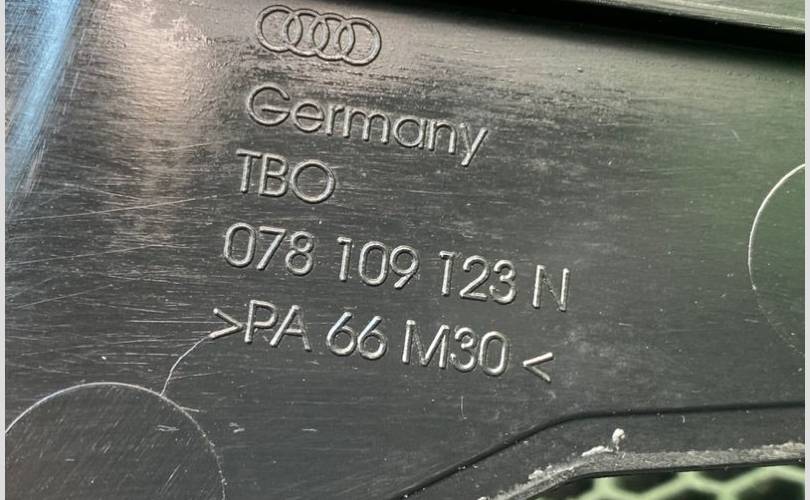 Germany
TBO
078 109 123 N
>PA 66 M30<